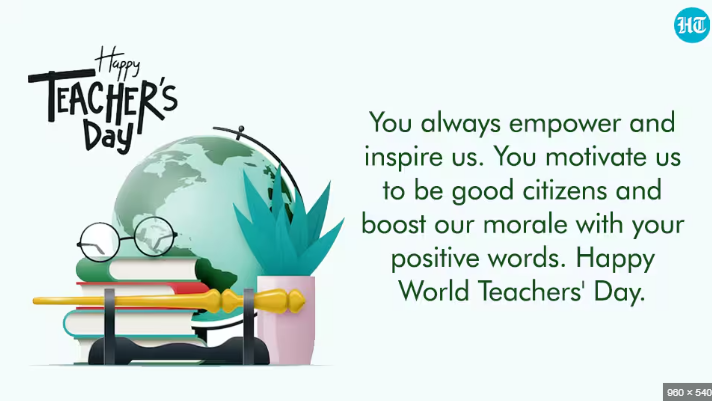 HT
Happy
TEACHER'S
Day
You always empower and
inspire us. You motivate us
to be good citizens and
boost our morale with your
positive words. Happy
World Teachers' Day.
960 × 540